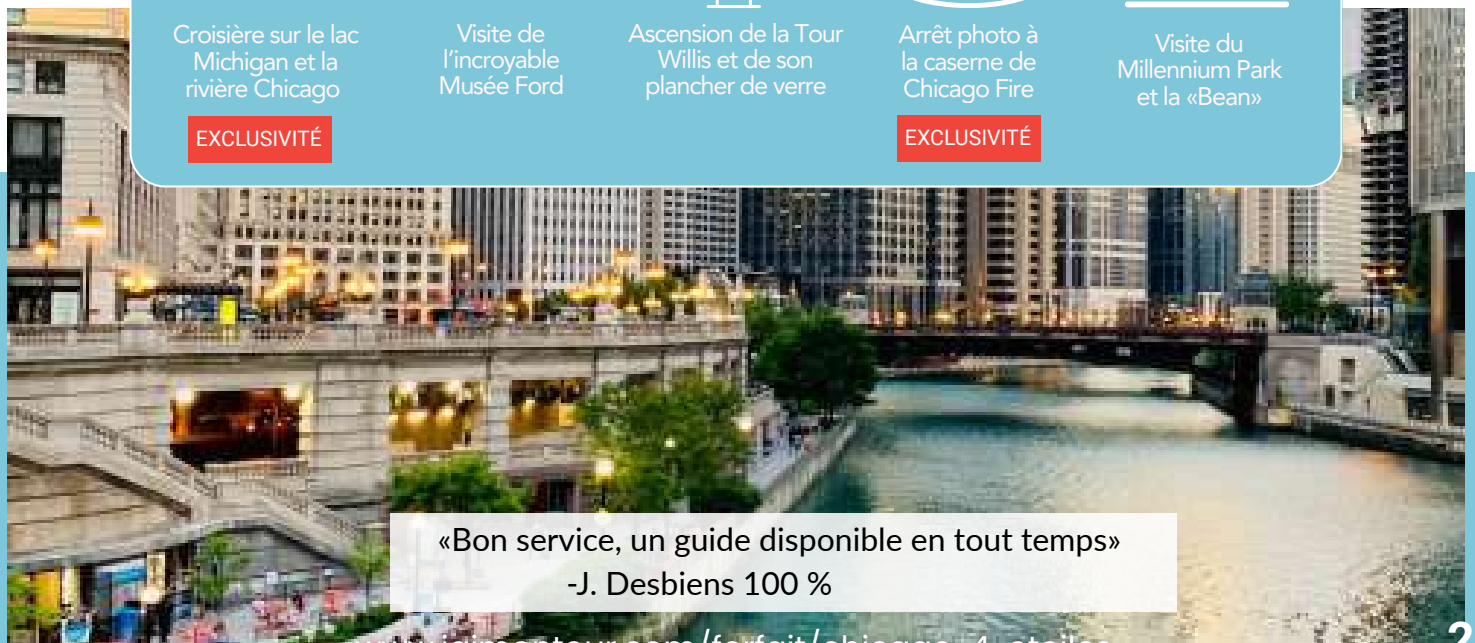 Croisière sur le lac
Michigan et la
rivière Chicago
EXCLUSIVITÉ
Visite de
l'incroyable
Musée Ford
Ascension de la Tour
Willis et de son
plancher de verre
Arrêt photo à
la caserne de
Chicago Fire
EXCLUSIVITÉ
Visite du
Millennium Park
et la «Bean»
«Bon service, un guide disponible en tout temps»
-J. Desbiens 100 %